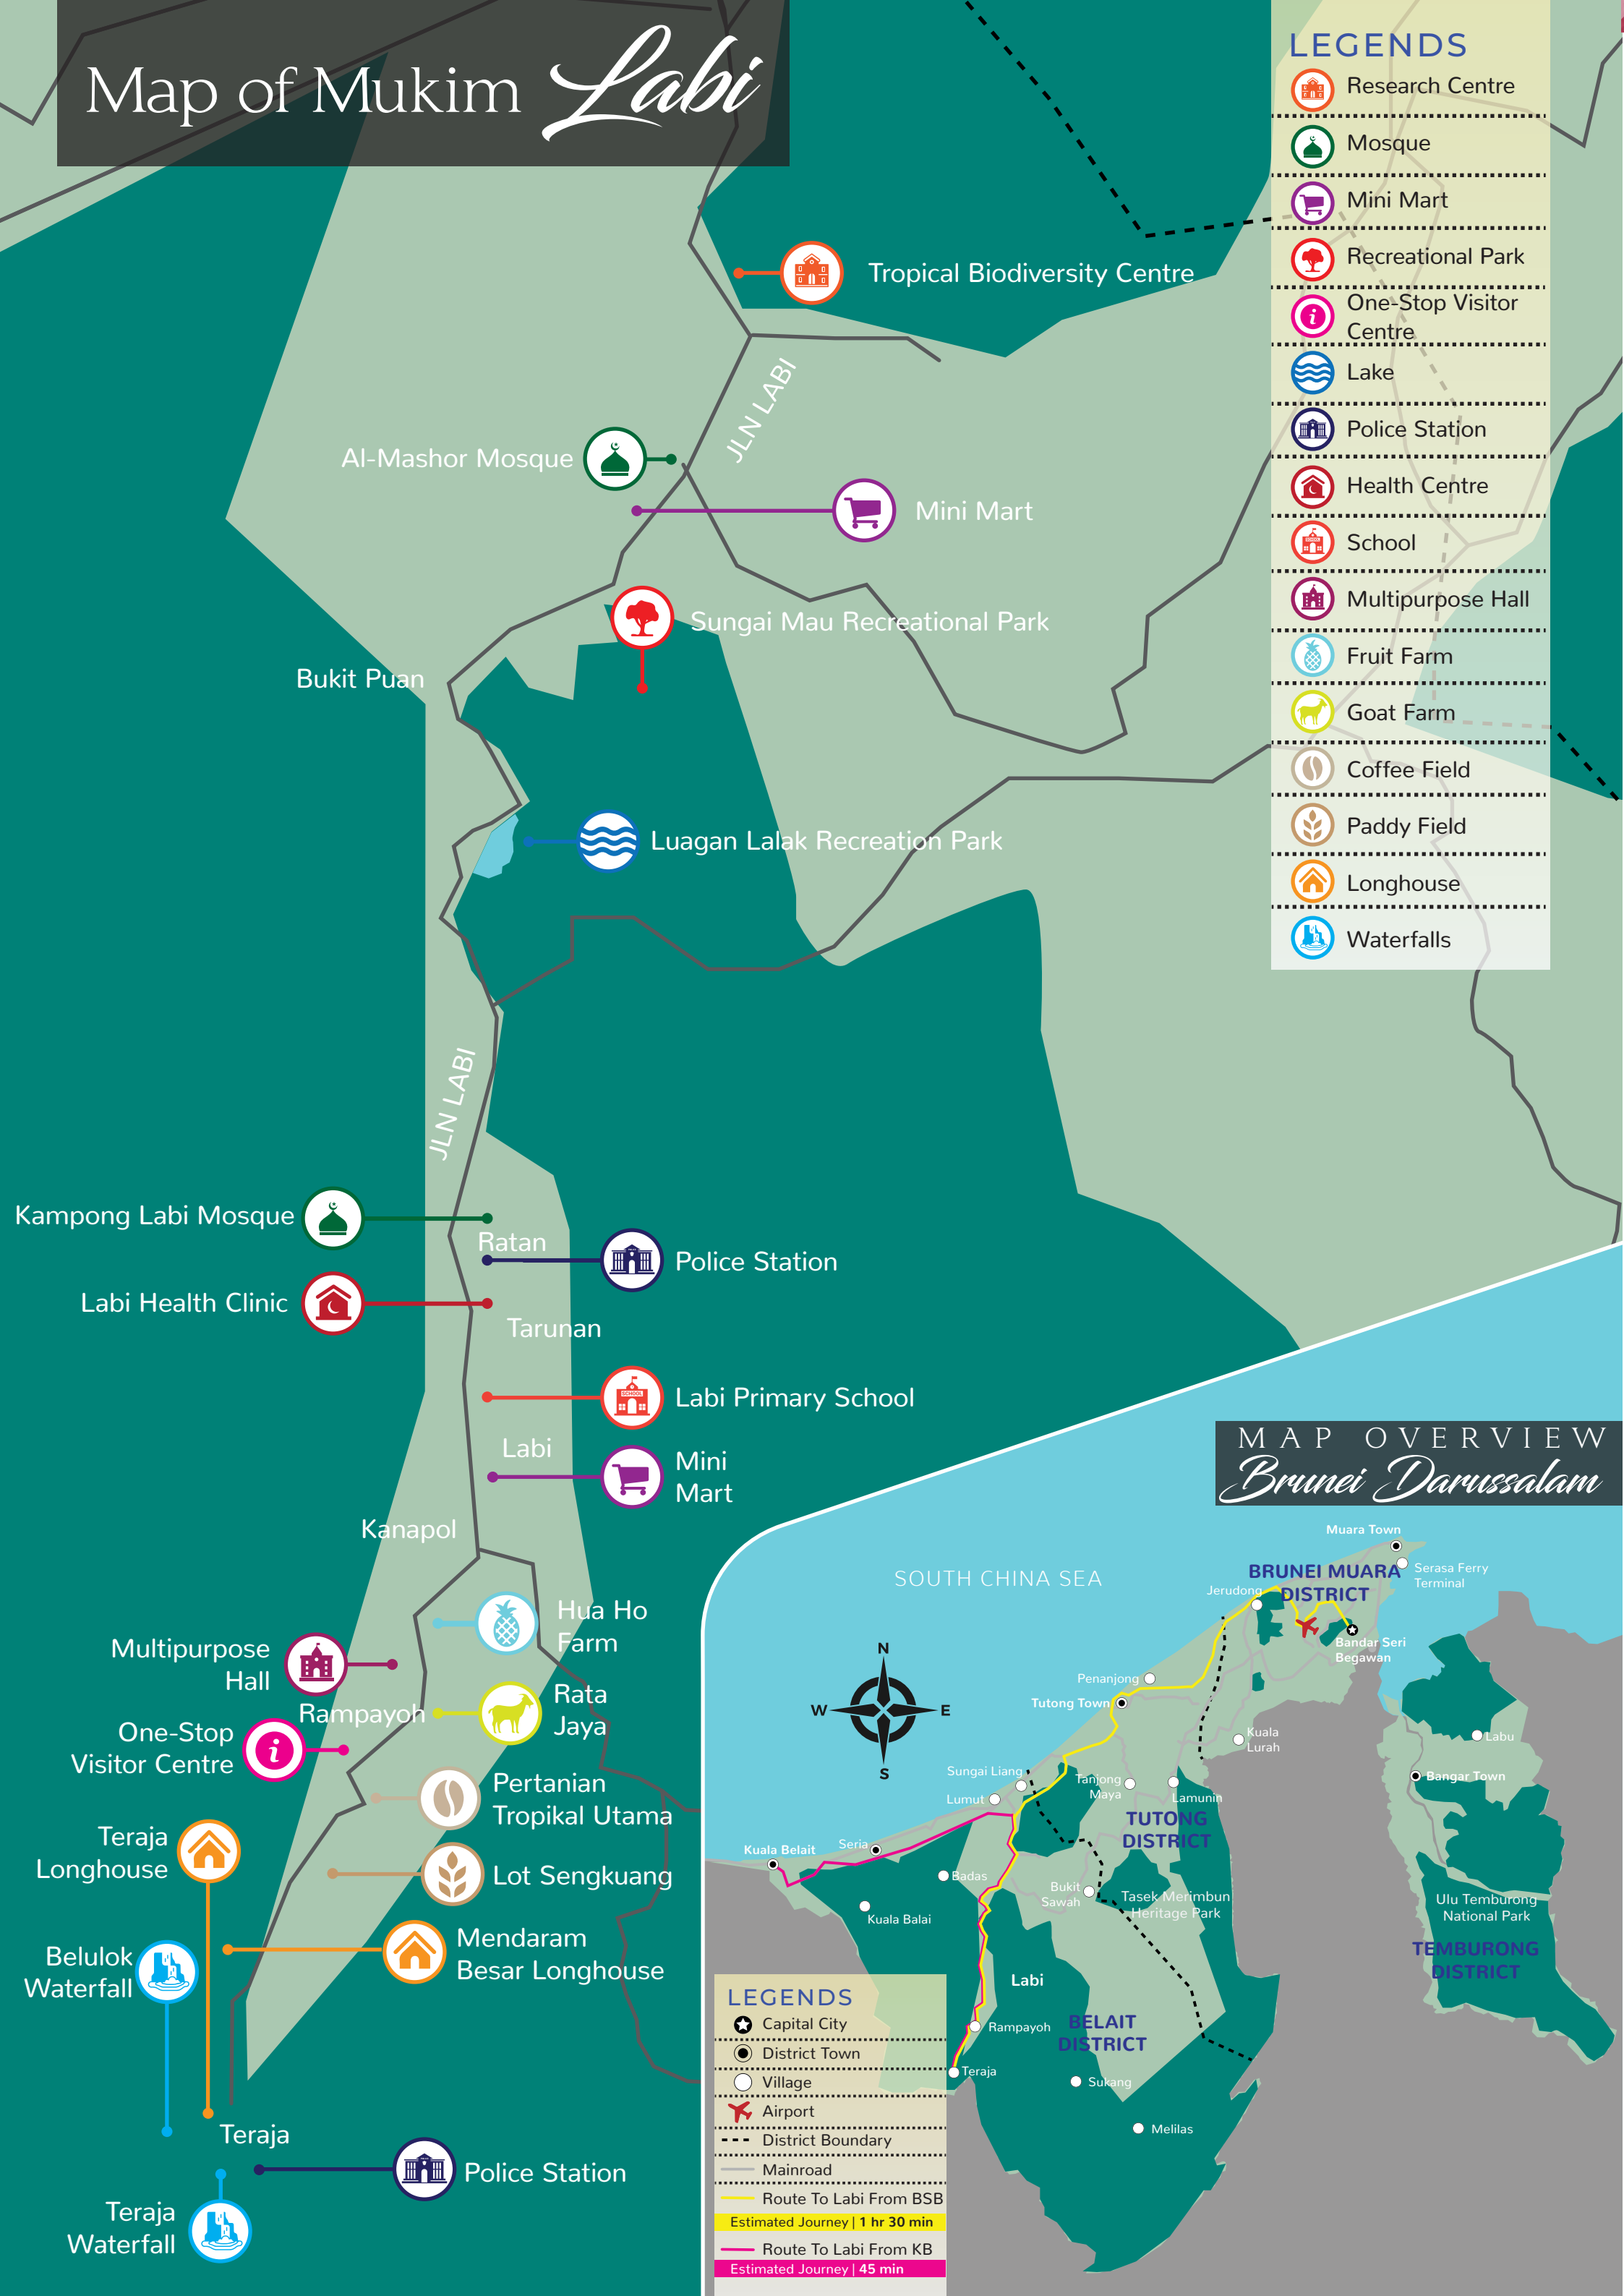 Map of Mukim Labi
LEGENDS
Research Centre
Mosque
Mini Mart
Recreational Park
One-Stop Visitor
Centre
Lake
Police Station
Health Centre
School
Multipurpose Hall
Fruit Farm
Goat Farm
Coffee Field
Paddy Field
Longhouse
Waterfalls
Tropical Biodiversity Centre
JLN LABI
Al-Mashor Mosque
Mini Mart
Sungai Mau Recreational Park
Bukit Puan
Luagan Lalak Recreation Park
JLN LABI
Kampong Labi Mosque
Ratan
Police Station
Labi Health Clinic
Tarunan
SCHOOL
Labi Primary School
Labi
Mini
Mart
Kanapol
Hua Ho
Farm
Multipurpose
Hall
Rampayoh
Rata
Jaya
One-Stop
Visitor Centre
Pertanian
Tropikal Utama
Teraja
Longhouse
Lot Sengkuang
Mendaram
Besar Longhouse
Belulok
Waterfall
Teraja
Police Station
Teraja
Waterfall
MAP OVERVIEW
Brunei Darussalam
SOUTH CHINA SEA
N
W
E
S
Muara Town
Serasa Ferry
Terminal
BRUNEI MUARA
DISTRICT
Jerudong
Bandar Seri
Begawan
Penanjong
Tutong Town
Kuala
Lurah
Labu
Bangar Town
Sungai Liang
Lumut
Tanjong
Maya
Lamunin
TUTONG
DISTRICT
Seria
Kuala Belait
Badas
Bukit
Sawah
Tasek Merimbun
Heritage Park
Kuala Balai
Ulu Temburong
National Park
TEMBURONG
DISTRICT
Labi
Rampayoh
BELAIT
DISTRICT
Teraja
Sukang
Melilas
LEGENDS
Capital City
District Town
Village
Airport
District Boundary
Mainroad
Route To Labi From BSB
Estimated Journey | 1 hr 30 min
Route To Labi From KB
Estimated Journey | 45 min